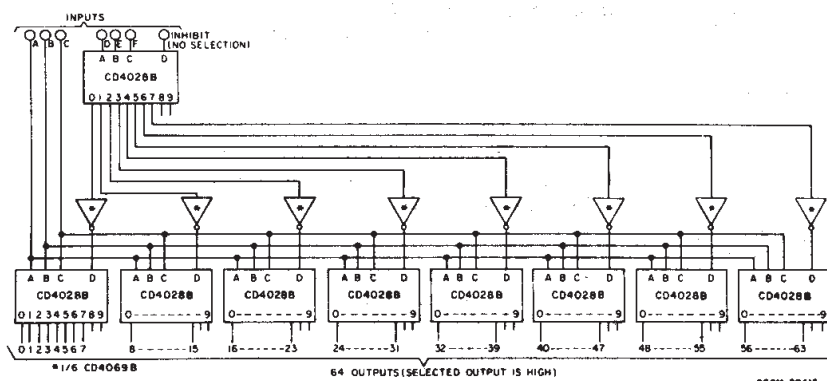 INPUTS
A B C D E F INHIBIT
(NO SELECTION)
A B C D
CD4028B
0 1 2 3 4 5 6 7 8 9
* * * * * * * *
A B C D A B C D A B C D A B C D A B C D A B C D A B C D A B C D
CD4028B CD4028B CD4028B CD4028B CD4028B CD4028B CD4028B CD4028B
0 1 2 3 4 5 6 7 8 9 0--------9 0--------9 0--------9 0--------9 0--------9 0--------9 0--------9
0 1 2 3 4 5 6 7 8--------15 16--------23 24--------31 32--------39 40--------47 48--------55 56--------63
*1/6 CD4069B
64 OUTPUTS (SELECTED OUTPUT IS HIGH)